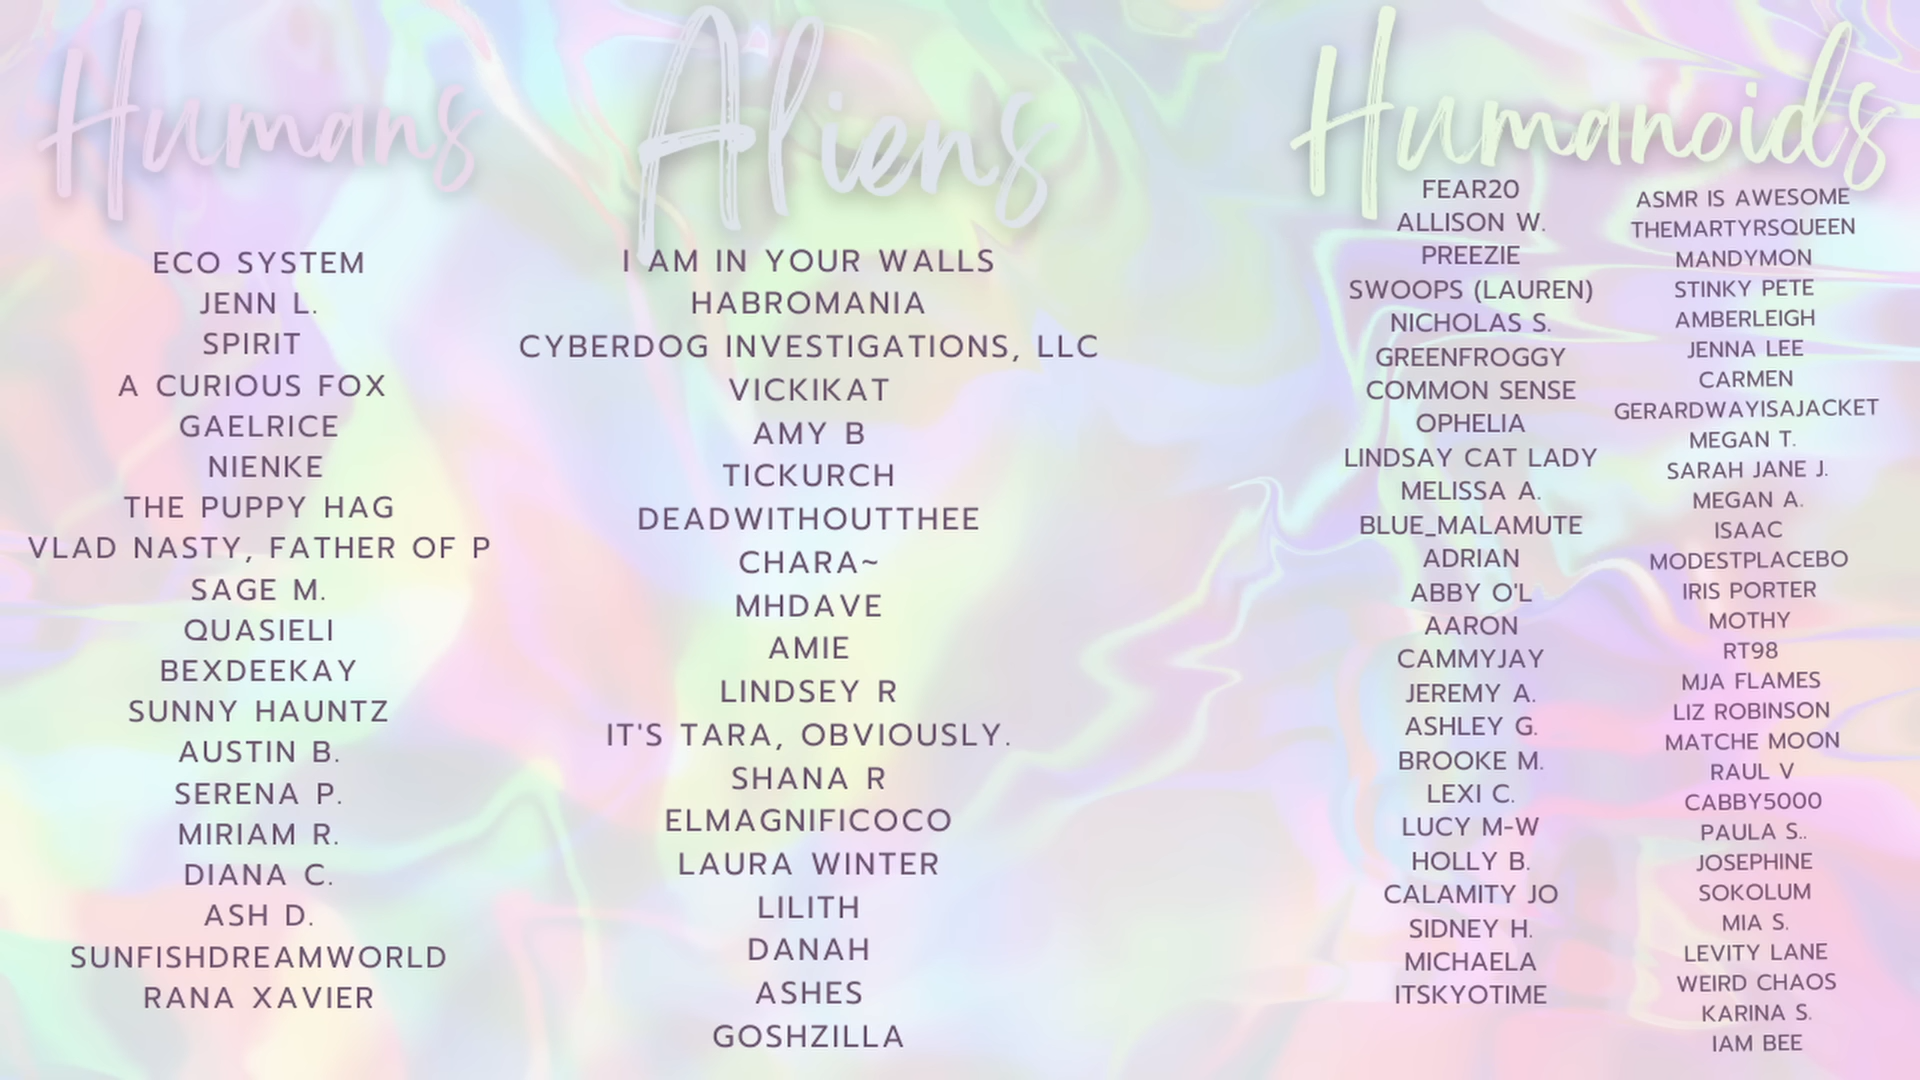 Humans
ECO SYSTEM
JENN L.
SPIRIT
A CURIOUS FOX
GAELRICE
NIENKE
THE PUPPY HAG
VLAD NASTY, FATHER OF P
SAGE M.
QUASIELI
BEXDEEKAY
SUNNY HAUNTZ
AUSTIN B.
SERENA P.
MIRIAM R.
DIANA C.
ASH D.
SUNFISHDREAMWORLD
RANA XAVIER
Aliens
I AM IN YOUR WALLS
HABROMANIA
CYBERDOG INVESTIGATIONS, LLC
VICKIKAT
AMY B
TICKURCH
DEADWITHOUTTHEE
CHARA~
MHDAVE
AMIE
LINDSEY R
IT'S TARA, OBVIOUSLY.
SHANA R
ELMAGNIFICOCO
LAURA WINTER
LILITH
DANAH
ASHES
GOSHZILLA
Humanoids
FEAR20
ALLISON W.
PREEZIE
SWOOPS (LAUREN)
NICHOLAS S.
GREENFROGGY
COMMON SENSE
OPHELIA
LINDSAY CAT LADY
MELISSA A.
BLUE_MALAMUTE
ADRIAN
ABBY O'L
AARON
CAMMYJAY
JEREMY A.
ASHLEY G.
BROOKE M.
LEXI C.
LUCY M-W
HOLLY B.
CALAMITY JO
SIDNEY H.
MICHAELA
ITSKYOTIME
ASMR IS AWESOME
THEMARTYRSQUEEN
MANDYMON
STINKY PETE
AMBERLEIGH
JENNA LEE
CARMEN
GERARDWAYISAJACKET
MEGAN T.
SARAH JANE J.
MEGAN A.
ISAAC
MODESTPLACEBO
IRIS PORTER
MOTHY
RT98
MJA FLAMES
LIZ ROBINSON
MATCHE MOON
RAUL V
CABBY5000
PAULA S..
JOSEPHINE
SOKOLUM
MIA S.
LEVITY LANE
WEIRD CHAOS
KARINA S.
IAM BEE